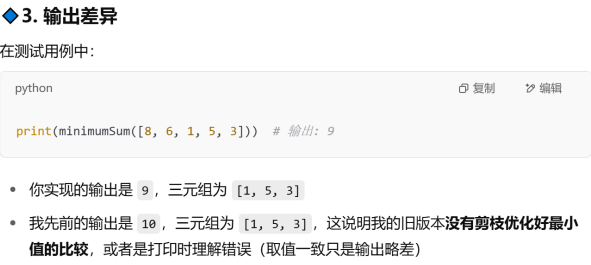 3. 输出差异
在测试用例中：
python 复制 编辑
print(minimumSum([8, 6, 1, 5, 3])) # 输出: 9
• 你实现的输出是 9，三元组为 [1, 5, 3]
• 我先前的输出是 10，三元组为 [1, 5, 3]，这说明我的旧版本没有剪枝优化好最小
值的比较，或者是打印时理解错误（取值一致只是输出略差）